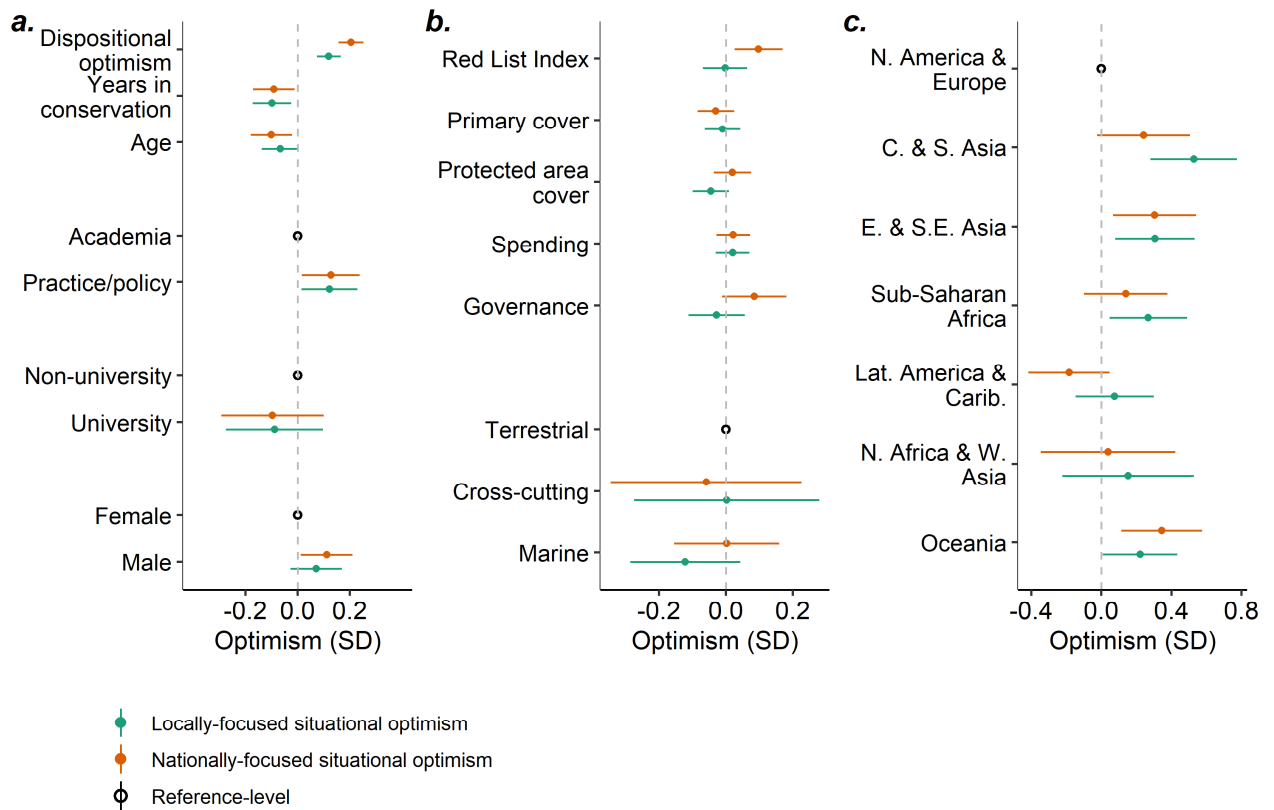 a.
Dispositional
optimism
Years in
conservation
Age
Academia
Practice/policy
Non-university
University
Female
Male
-0.2 0.0 0.2
Optimism (SD)
b.
Red List Index
Primary cover
Protected area
cover
Spending
Governance
Terrestrial
Cross-cutting
Marine
-0.2 0.0 0.2
Optimism (SD)
c.
N. America &
Europe
C. & S. Asia
E. & S.E. Asia
Sub-Saharan
Africa
Lat. America &
Carib.
N. Africa & W.
Asia
Oceania
-0.4 0.0 0.4 0.8
Optimism (SD)
Locally-focused situational optimism
Nationally-focused situational optimism
Reference-level